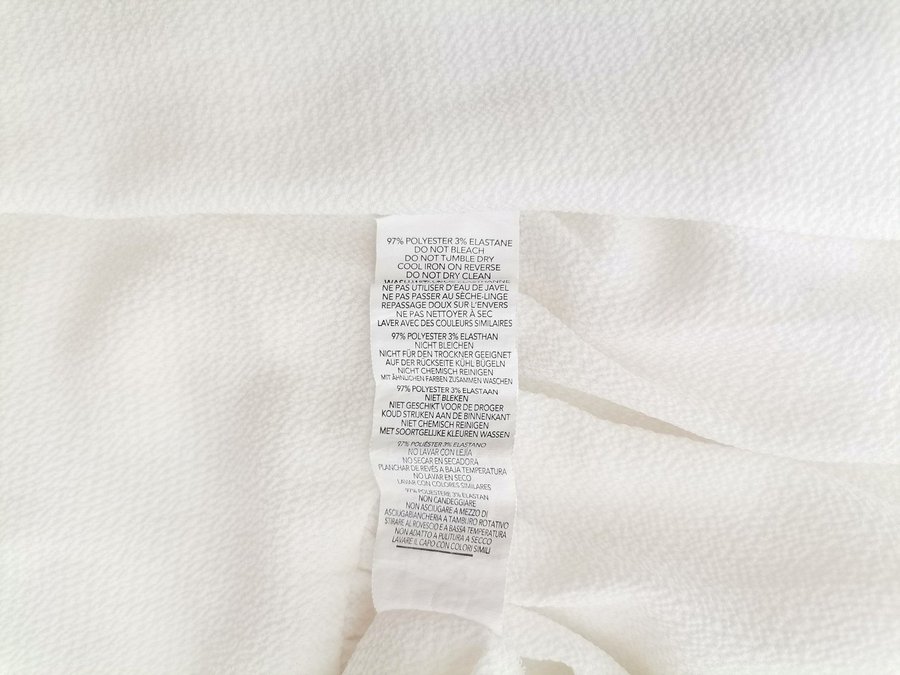 97% POLYESTER 3% ELASTANE
DO NOT BLEACH
DO NOT TUMBLE DRY
COOL IRON ON REVERSE
DO NOT DRY CLEAN
NE PAS UTILISER D'EAU DE JAVEL
NE PAS PASSER AU SÈCHE-LINGE
REPASSAGE DOUX SUR L'ENVERS
NE PAS NETTOYER À SEC
LAVER AVEC DES COULEURS SIMILAIRES
97% POLYESTER 3% ELASTHAN
NICHT BLEICHEN
NICHT FÜR DEN TROCKNER GEEIGNET
AUF DER RÜCKSEITE KÜHL BÜGELN
NICHT CHEMISCH REINIGEN
MIT ÄHNLICHEN FARBEN ZUSAMMEN WASCHEN
97% POLYESTER 3% ELASTAAN
NIET BLEKEN
NIET GESCHIKT VOOR DE DROGER
KOUD STRIJKEN AAN DE BINNENKANT
NIET CHEMISCH REINIGEN
MET SOORTGELIJKE KLEUREN WASSEN
97% POLIÉSTER 3% ELASTANO
NO LAVAR CON LEJÍA
NO SECAR EN SECADORA
PLANCHAR DE REVÉS A BAJA TEMPERATURA
NO LAVAR EN SECO
LAVAR CON COLORES SIMILARES
97% POLYESTERE 3% ELASTAN
NON CANDEGGIARE
NON ASCIUGARE A MEZZO DI
ASCIUGABIANCHERIA A TAMBURO ROTATIVO
STIRARE AL ROVESCIO E A BASSA TEMPERATURA
NON ADATTO A PULITURA A SECCO
LAVARE IL CAPO CON COLORI SIMILI